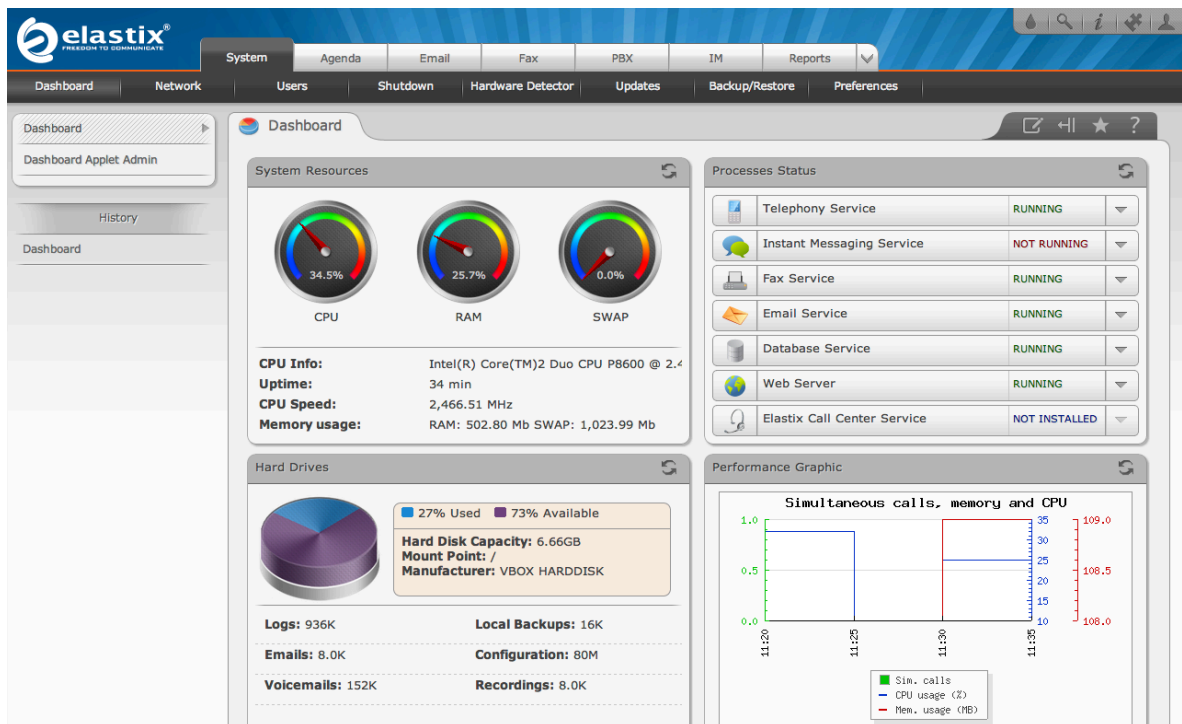 elastix®
FREEDOM TO COMMUNICATE
System Agenda Email Fax PBX IM Reports
Dashboard Network Users Shutdown Hardware Detector Updates Backup/Restore Preferences
Dashboard
Dashboard Applet Admin
History
Dashboard
Dashboard
?
System Resources
34.5% 25.7% 0.0%
CPU RAM SWAP
CPU Info: Intel(R) Core(TM)2 Duo CPU P8600 @ 2.4
Uptime: 34 min
CPU Speed: 2,466.51 MHz
Memory usage: RAM: 502.80 Mb SWAP: 1,023.99 Mb
Processes Status
Telephony Service RUNNING
Instant Messaging Service NOT RUNNING
Fax Service RUNNING
Email Service RUNNING
Database Service RUNNING
Web Server RUNNING
Elastix Call Center Service NOT INSTALLED
Hard Drives
27% Used 73% Available
Hard Disk Capacity: 6.66GB
Mount Point: /
Manufacturer: VBOX HARDDISK
Logs: 936K Local Backups: 16K
Emails: 8.0K Configuration: 80M
Voicemails: 152K Recordings: 8.0K
Performance Graphic
Simultaneous calls, memory and CPU
1.0 35 109.0
30
25
0.5 108.5
20
15
0.0 10 108.0
11:20 11:25 11:30 11:35
Sim. calls
CPU usage (%)
Mem. usage (MB)